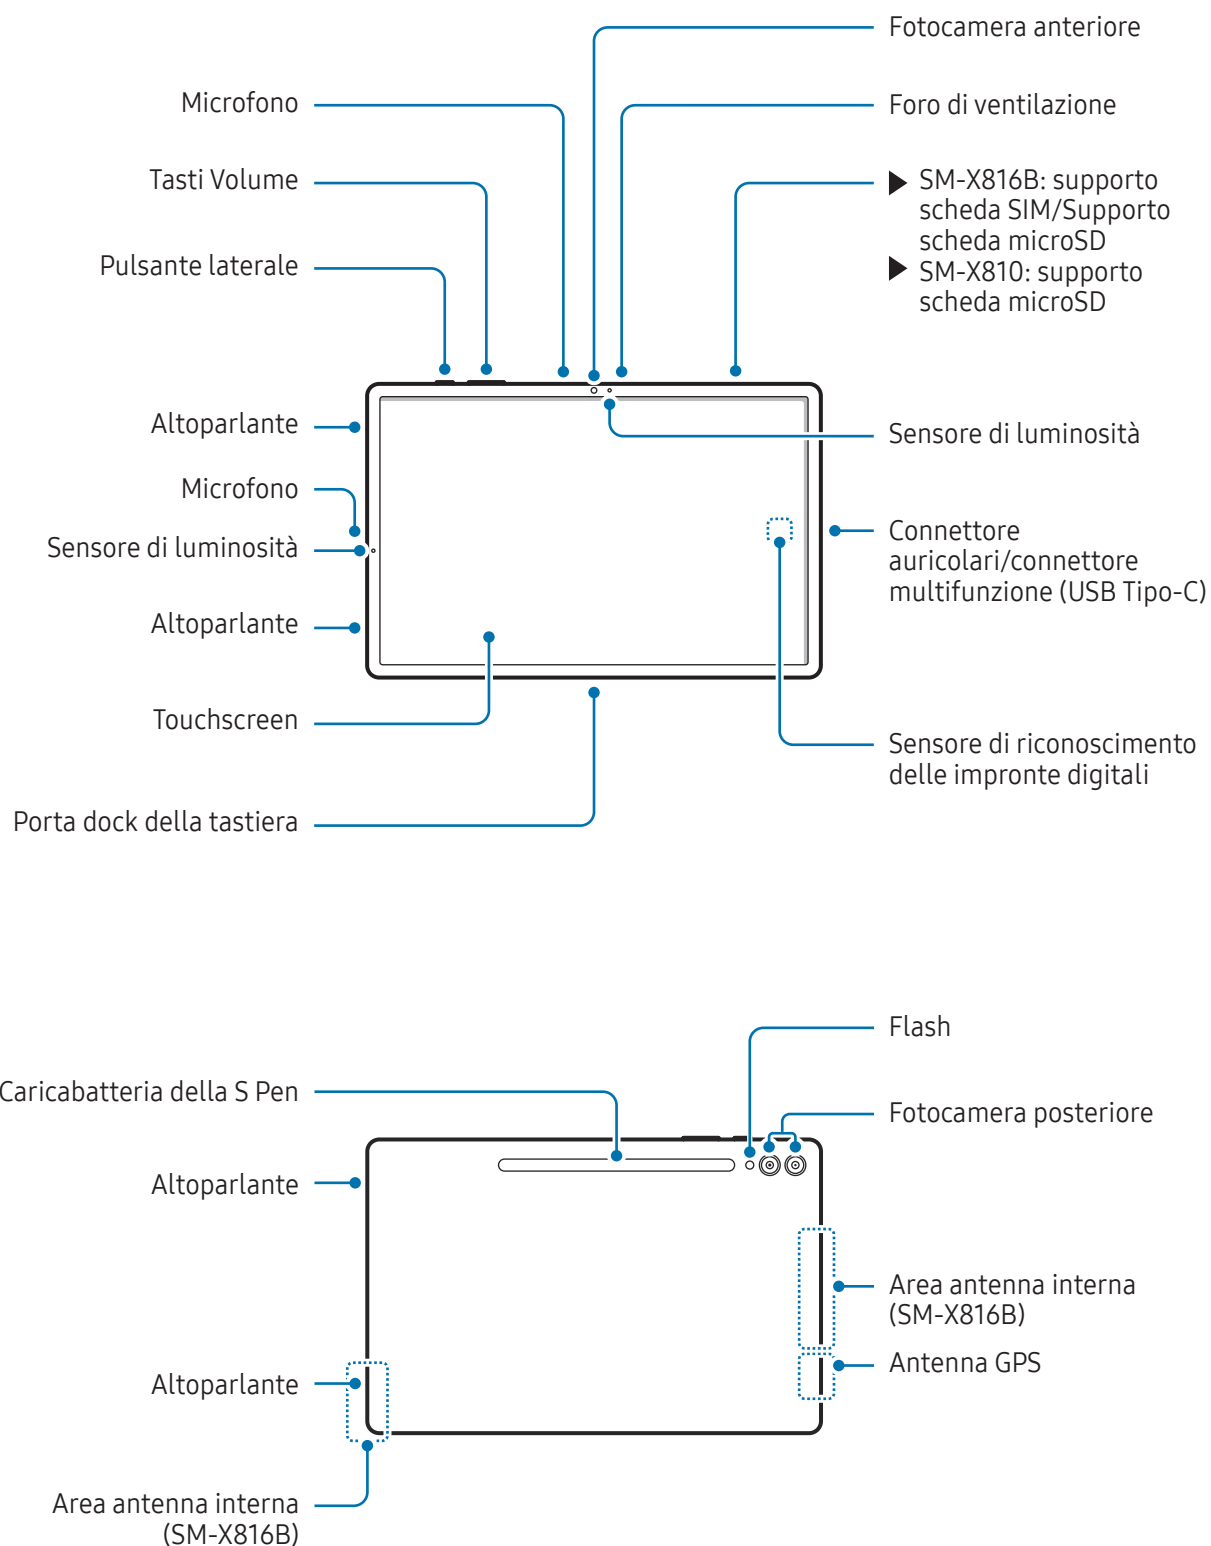 Fotocamera anteriore
Microfono
Foro di ventilazione
Tasti Volume
SM-X816B: supporto
scheda SIM/Supporto
scheda microSD
Pulsante laterale
SM-X810: supporto
scheda microSD
Altoparlante
Sensore di luminosità
Microfono
Sensore di luminosità
Connettore
auricolari/connettore
multifunzione (USB Tipo-C)
Altoparlante
Touchscreen
Sensore di riconoscimento
delle impronte digitali
Porta dock della tastiera
Flash
Caricabatteria della S Pen
Fotocamera posteriore
Altoparlante
Area antenna interna
(SM-X816B)
Antenna GPS
Altoparlante
Area antenna interna
(SM-X816B)